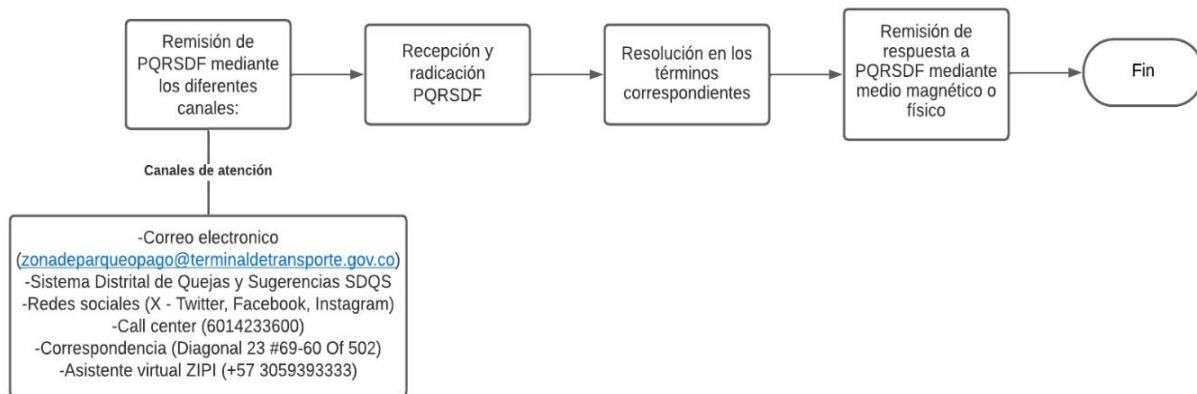 Remisión de
PQRSDF mediante
los diferentes
canales:
Recepción y
radicación
PQRSDF
Resolución en los
términos
correspondientes
Remisión de
respuesta a
PQRSDF mediante
medio magnético o
físico
Fin
Canales de atención
-Correo electronico
(zonadeparqueopago@terminaldetransporte.gov.co)
-Sistema Distrital de Quejas y Sugerencias SDQS
-Redes sociales (X - Twitter, Facebook, Instagram)
-Call center (6014233600)
-Correspondencia (Diagonal 23 #69-60 Of 502)
-Asistente virtual ZIPI (+57 3059393333)